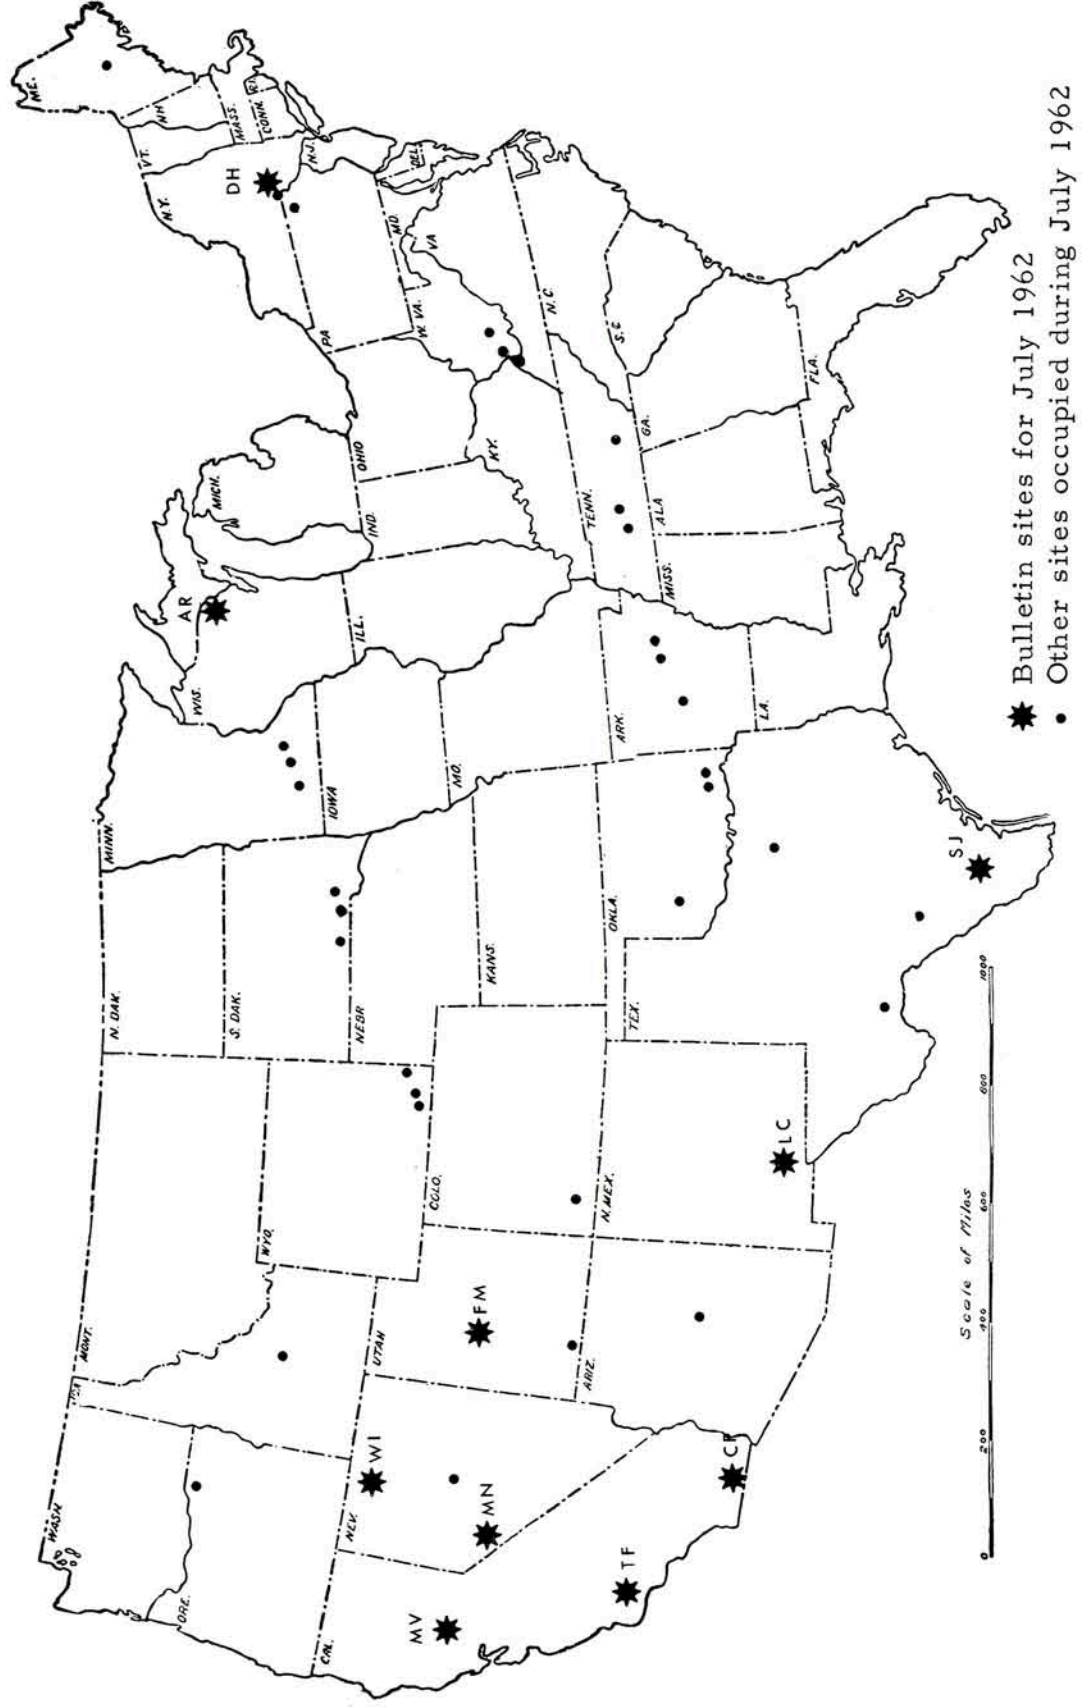 WASH
MONT.
N. DAK.
MINN.
WIS.
MICH.
N.Y.
VT.
NH
ME.
MASS.
CONN.
R.I.
ORE.
IDA
WYO.
S. DAK.
IOWA
ILL.
IND.
OHIO
PA
N.J.
DEL.
MD.
W. VA.
VA
CAL.
NEV.
UTAH
COLO.
NEBR
KANS.
MO.
KY.
ARIZ.
N.MEX.
TEX.
OKLA.
ARK.
TENN.
N.C.
S.C
MISS.
ALA
GA.
LA.
FLA.
AR
DH
MV
WI
MN
FM
TF
LC
SJ
Scale of Miles
0 200 400 600 800 1000
Bulletin sites for July 1962
Other sites occupied during July 1962